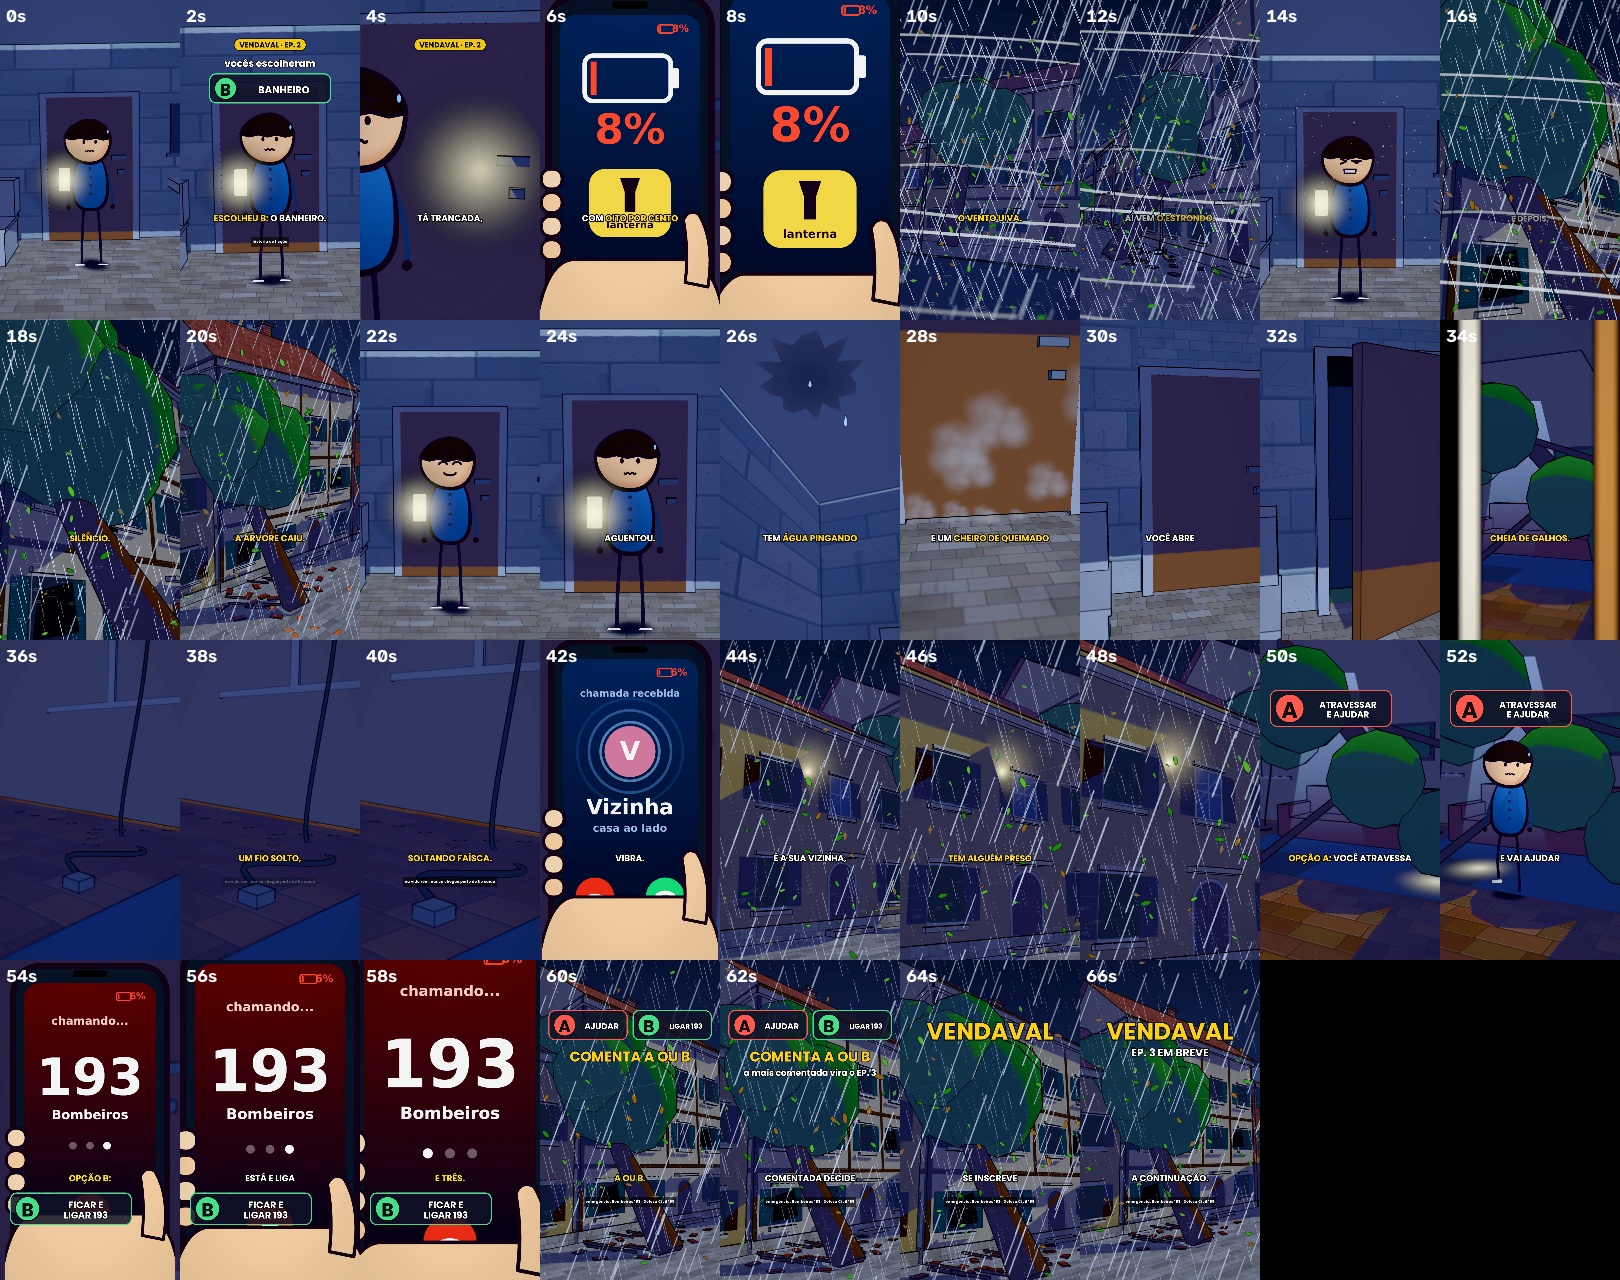 0s
2s
VENDAVAL · EP. 2
vocês escolheram
B BANHEIRO
ESCOLHEU B: O BANHEIRO.
4s
VENDAVAL · EP. 2
TÁ TRANCADA,
6s
8%
8%
COM OITO POR CENTO
lanterna
8s
8%
8%
lanterna
10s
O VENTO UIVA.
12s
AÍ VEM O ESTRONDO.
14s
16s
E DEPOIS,
18s
SILÊNCIO.
20s
A ÁRVORE CAIU.
22s
24s
AGUENTOU.
26s
TEM ÁGUA PINGANDO
28s
E UM CHEIRO DE QUEIMADO
30s
VOCÊ ABRE
32s
34s
CHEIA DE GALHOS.
36s
38s
UM FIO SOLTO,
40s
SOLTANDO FAÍSCA.
42s
6%
chamada recebida
V
Vizinha
casa ao lado
VIBRA.
44s
É A SUA VIZINHA,
46s
TEM ALGUÉM PRESO
48s
50s
A ATRAVESSAR
E AJUDAR
OPÇÃO A: VOCÊ ATRAVESSA
52s
A ATRAVESSAR
E AJUDAR
E VAI AJUDAR
54s
6%
chamando...
193
Bombeiros
OPÇÃO B:
B FICAR E
LIGAR 193
56s
6%
chamando...
193
Bombeiros
ESTÁ E LIGA
B FICAR E
LIGAR 193
58s
chamando...
193
Bombeiros
E TRÊS.
B FICAR E
LIGAR 193
60s
A AJUDAR
B LIGAR 193
COMENTA A OU B
A OU B.
62s
A AJUDAR
B LIGAR 193
COMENTA A OU B
a mais comentada vira o EP. 3
COMENTADA DECIDE
64s
VENDAVAL
SE INSCREVE
66s
VENDAVAL
EP. 3 EM BREVE
A CONTINUAÇÃO.